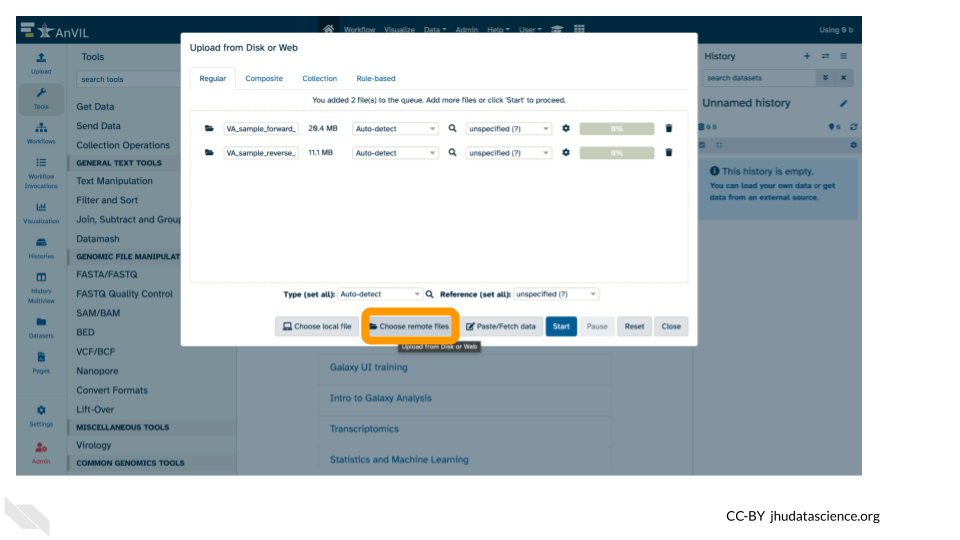 AnVIL
Workflow Visualize Data Admin Help User
Using 0 b
Upload
Tools
Workflows
Workflow
Invocations
Visualization
Histories
History
Multiview
Datasets
Pages
Settings
Admin
Tools
search tools
Get Data
Send Data
Collection Operations
GENERAL TEXT TOOLS
Text Manipulation
Filter and Sort
Join, Subtract and Group
Datamash
GENOMIC FILE MANIPULAT
FASTA/FASTQ
FASTQ Quality Control
SAM/BAM
BED
VCF/BCF
Nanopore
Convert Formats
Lift-Over
MISCELLANEOUS TOOLS
Virology
COMMON GENOMICS TOOLS
Upload from Disk or Web
Regular Composite Collection Rule-based
You added 2 file(s) to the queue. Add more files or click 'Start' to proceed.
VA_sample_forward_ 20.4 MB Auto-detect unspecified (?) 0%
VA_sample_reverse_ 11.1 MB Auto-detect unspecified (?) 0%
Type (set all): Auto-detect Reference (set all): unspecified (?)
Choose local file Choose remote files Paste/Fetch data Start Pause Reset Close
Upload from Disk or Web
Galaxy UI training
Intro to Galaxy Analysis
Transcriptomics
Statistics and Machine Learning
History
search datasets
Unnamed history
0 B 0
This history is empty.
You can load your own data or get
data from an external source.
CC-BY jhudatascience.org